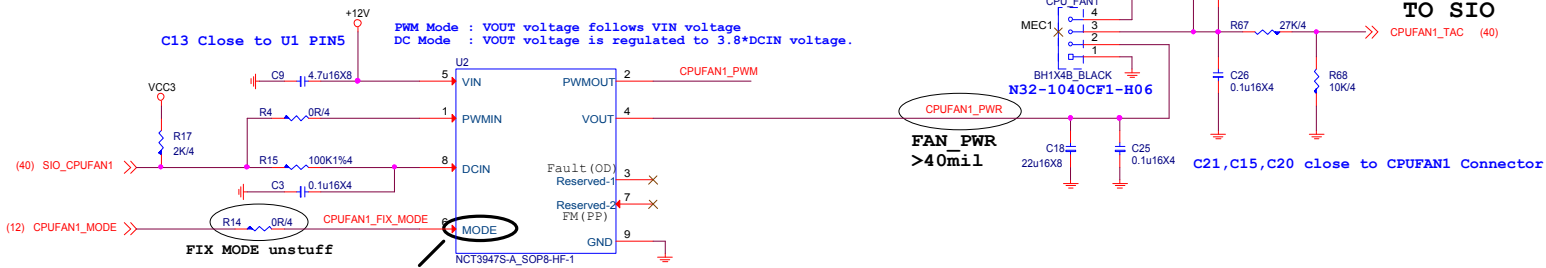 +12V
PWM Mode : VOUT voltage follows VIN voltage
DC Mode : VOUT voltage is regulated to 3.8*DCIN voltage.
C13 Close to U1 PIN5
C9
4.7u16X8
VCC3
R17
2K/4
R4
0R/4
(40) SIO_CPUFAN1
R15
100K1%4
C3
0.1u16X4
(12) CPUFAN1_MODE
R14
0R/4
CPUFAN1_FIX_MODE
FIX MODE unstuff
U2
5
VIN
1
PWMIN
8
DCIN
6
MODE
PWMOUT
2
VOUT
4
Fault(OD)
Reserved-1
3
Reserved-2
7
FM(PP)
GND
9
NCT3947S-A_SOP8-HF-1
CPUFAN1_PWM
CPUFAN1_PWR
FAN_PWR
>40mil
CPU_FAN1
MEC1
4
3
2
1
BH1X4B_BLACK
N32-1040CF1-H06
C18
22u16X8
C25
0.1u16X4
C26
0.1u16X4
R67
27K/4
R68
10K/4
TO SIO
CPUFAN1_TAC (40)
C21,C15,C20 close to CPUFAN1 Connector